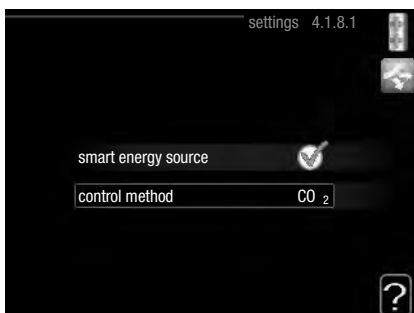 settings 4.1.8.1
smart energy source
control method CO 2
?